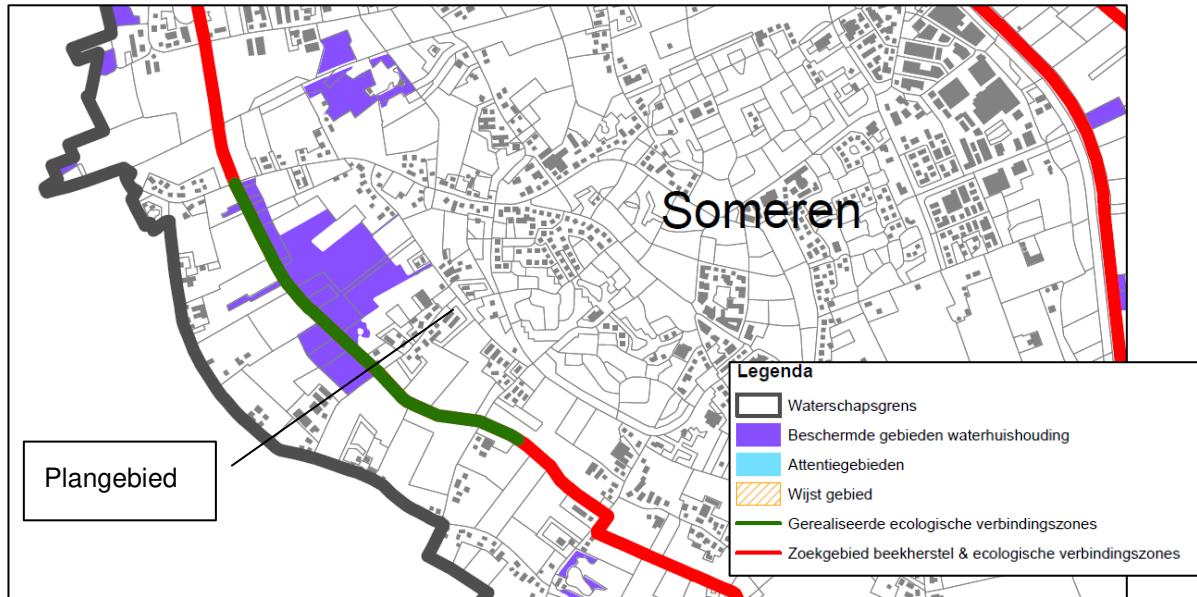 Someren
Plangebied
Legenda
Waterschapsgrens
Beschermde gebieden waterhuishouding
Attentiegebieden
Wijst gebied
Gerealiseerde ecologische verbindingszones
Zoekgebied beekherstel & ecologische verbindingszones